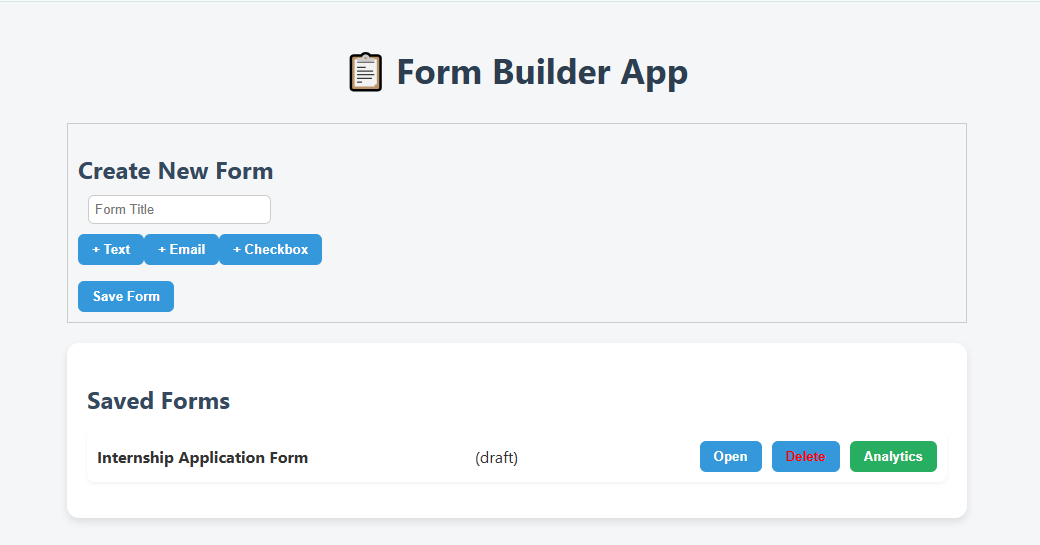 📋 Form Builder App
Create New Form
Form Title
+ Text + Email + Checkbox
Save Form
Saved Forms
Internship Application Form (draft) Open Delete Analytics